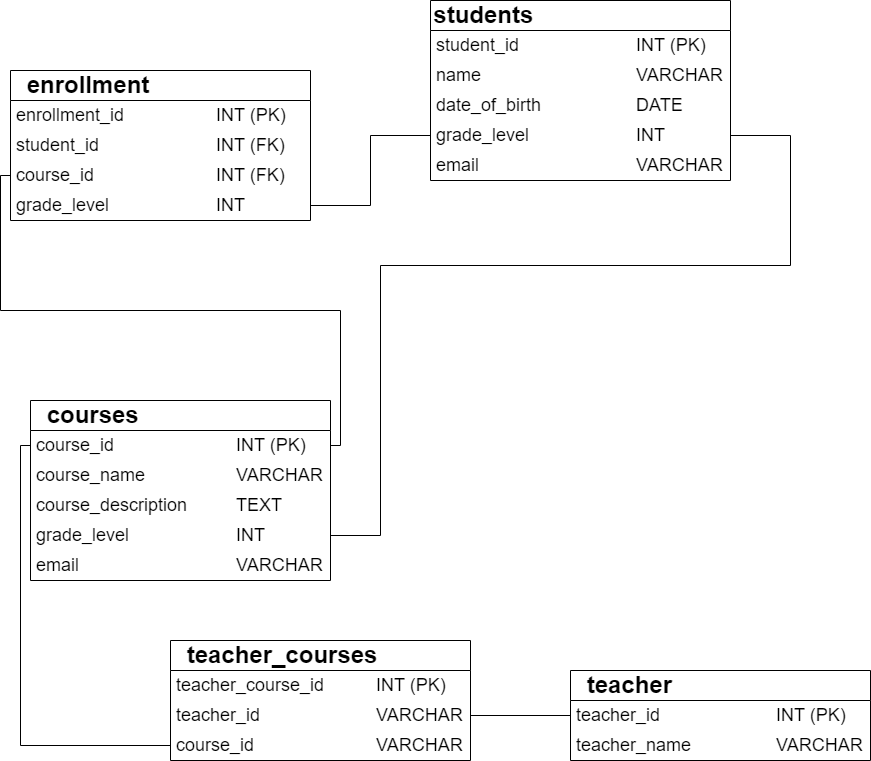 students
student_id INT (PK)
name VARCHAR
date_of_birth DATE
grade_level INT
email VARCHAR
enrollment
enrollment_id INT (PK)
student_id INT (FK)
course_id INT (FK)
grade_level INT
courses
course_id INT (PK)
course_name VARCHAR
course_description TEXT
grade_level INT
email VARCHAR
teacher_courses
teacher_course_id INT (PK)
teacher_id VARCHAR
course_id VARCHAR
teacher
teacher_id INT (PK)
teacher_name VARCHAR